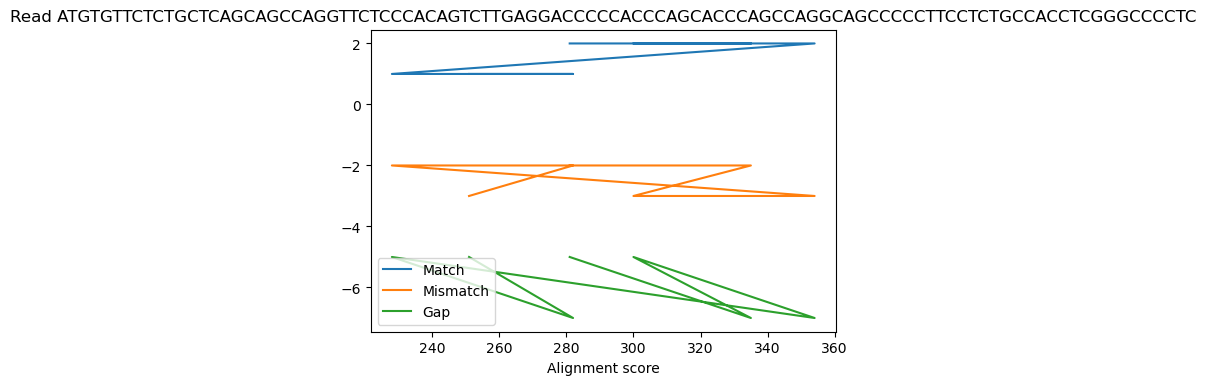 Read ATGTGTTCTCTGCTCAGCAGCCAGGTTCTCCCACAGTCTTGAGGACCCCCACCCAGCACCCAGCCAGGCAGCCCCCTTCCTCTGCCACCTCGGGCCCCTC
2
0
−2
−4
−6
Match
Mismatch
Gap
240 260 280 300 320 340 360
Alignment score